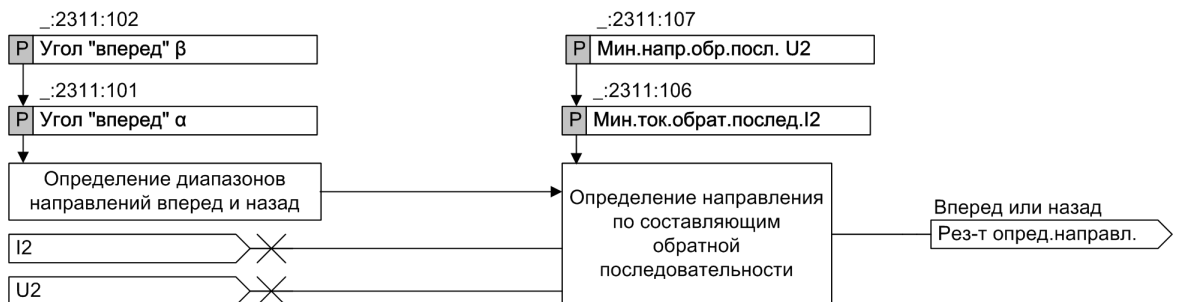 _:2311:102
P Угол "вперед" β
_:2311:101
P Угол "вперед" α
Определение диапазонов
направлений вперед и назад
I2
U2
_:2311:107
P Мин.напр.обр.посл. U2
_:2311:106
P Мин.ток.обрат.послед.I2
Определение направления
по составляющим
обратной
последовательности
Вперед или назад
Рез-т опред.направл.